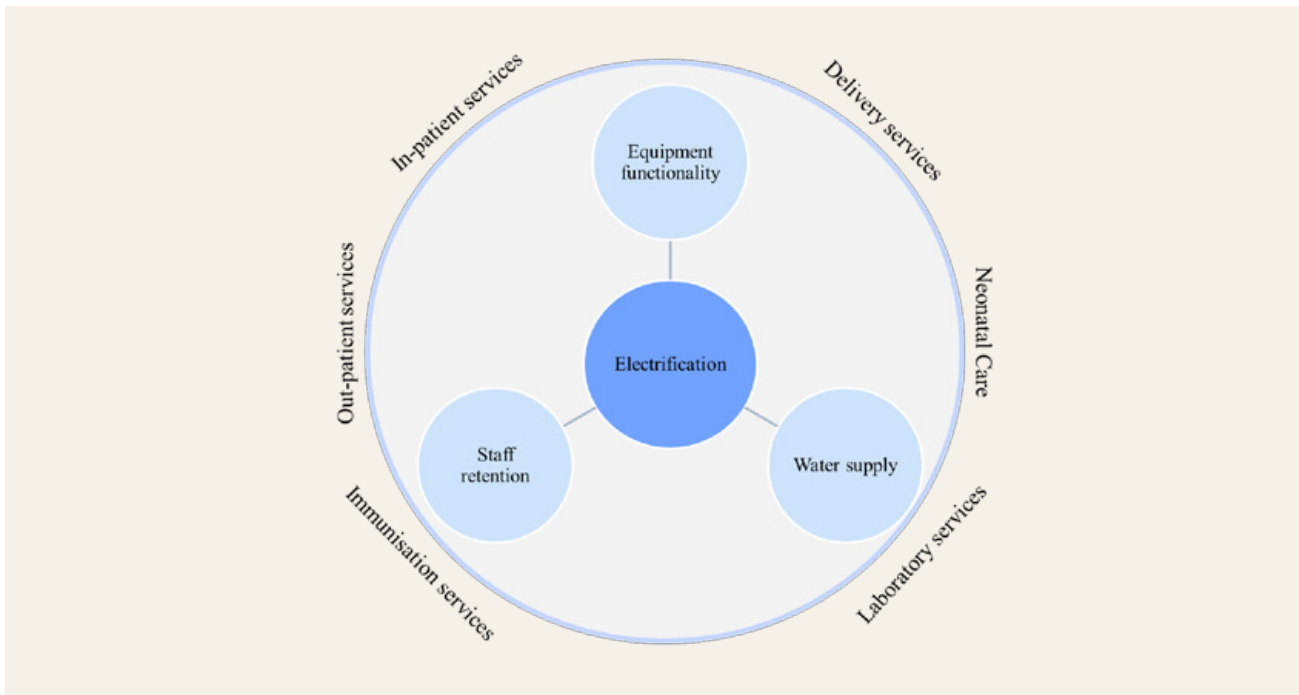 In-patient services
Delivery services
Equipment
functionality
Out-patient services
Electrification
Neonatal Care
Staff
retention
Water supply
Immunisation services
Laboratory services